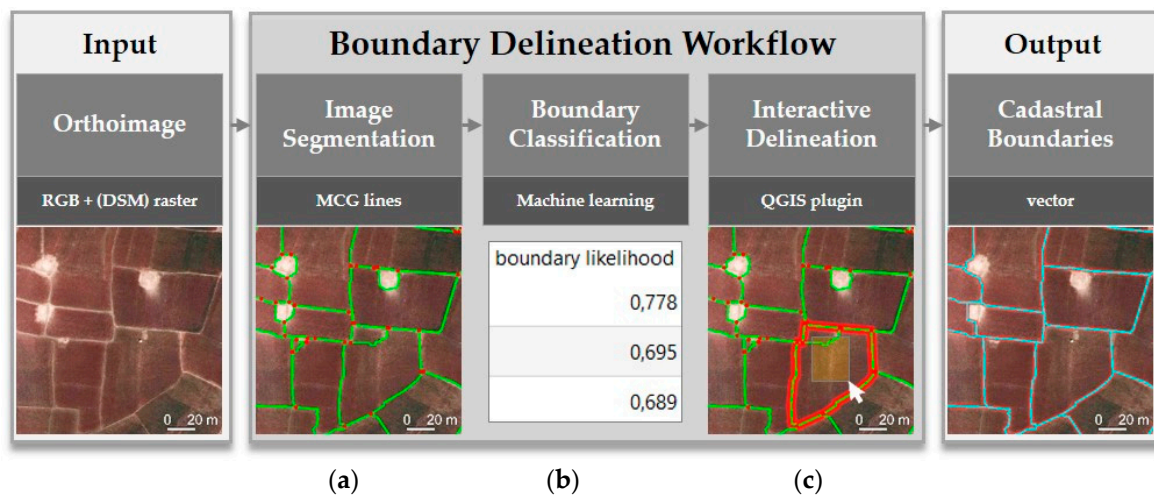 Input
Boundary Delineation Workflow
Output
Orthoimage
Image
Segmentation
Boundary
Classification
Interactive
Delineation
Cadastral
Boundaries
RGB + (DSM) raster
MCG lines
Machine learning
QGIS plugin
vector
boundary likelihood
0,778
0,695
0,689
0 20 m
0 20 m
0 20 m
0 20 m
(a)
(b)
(c)